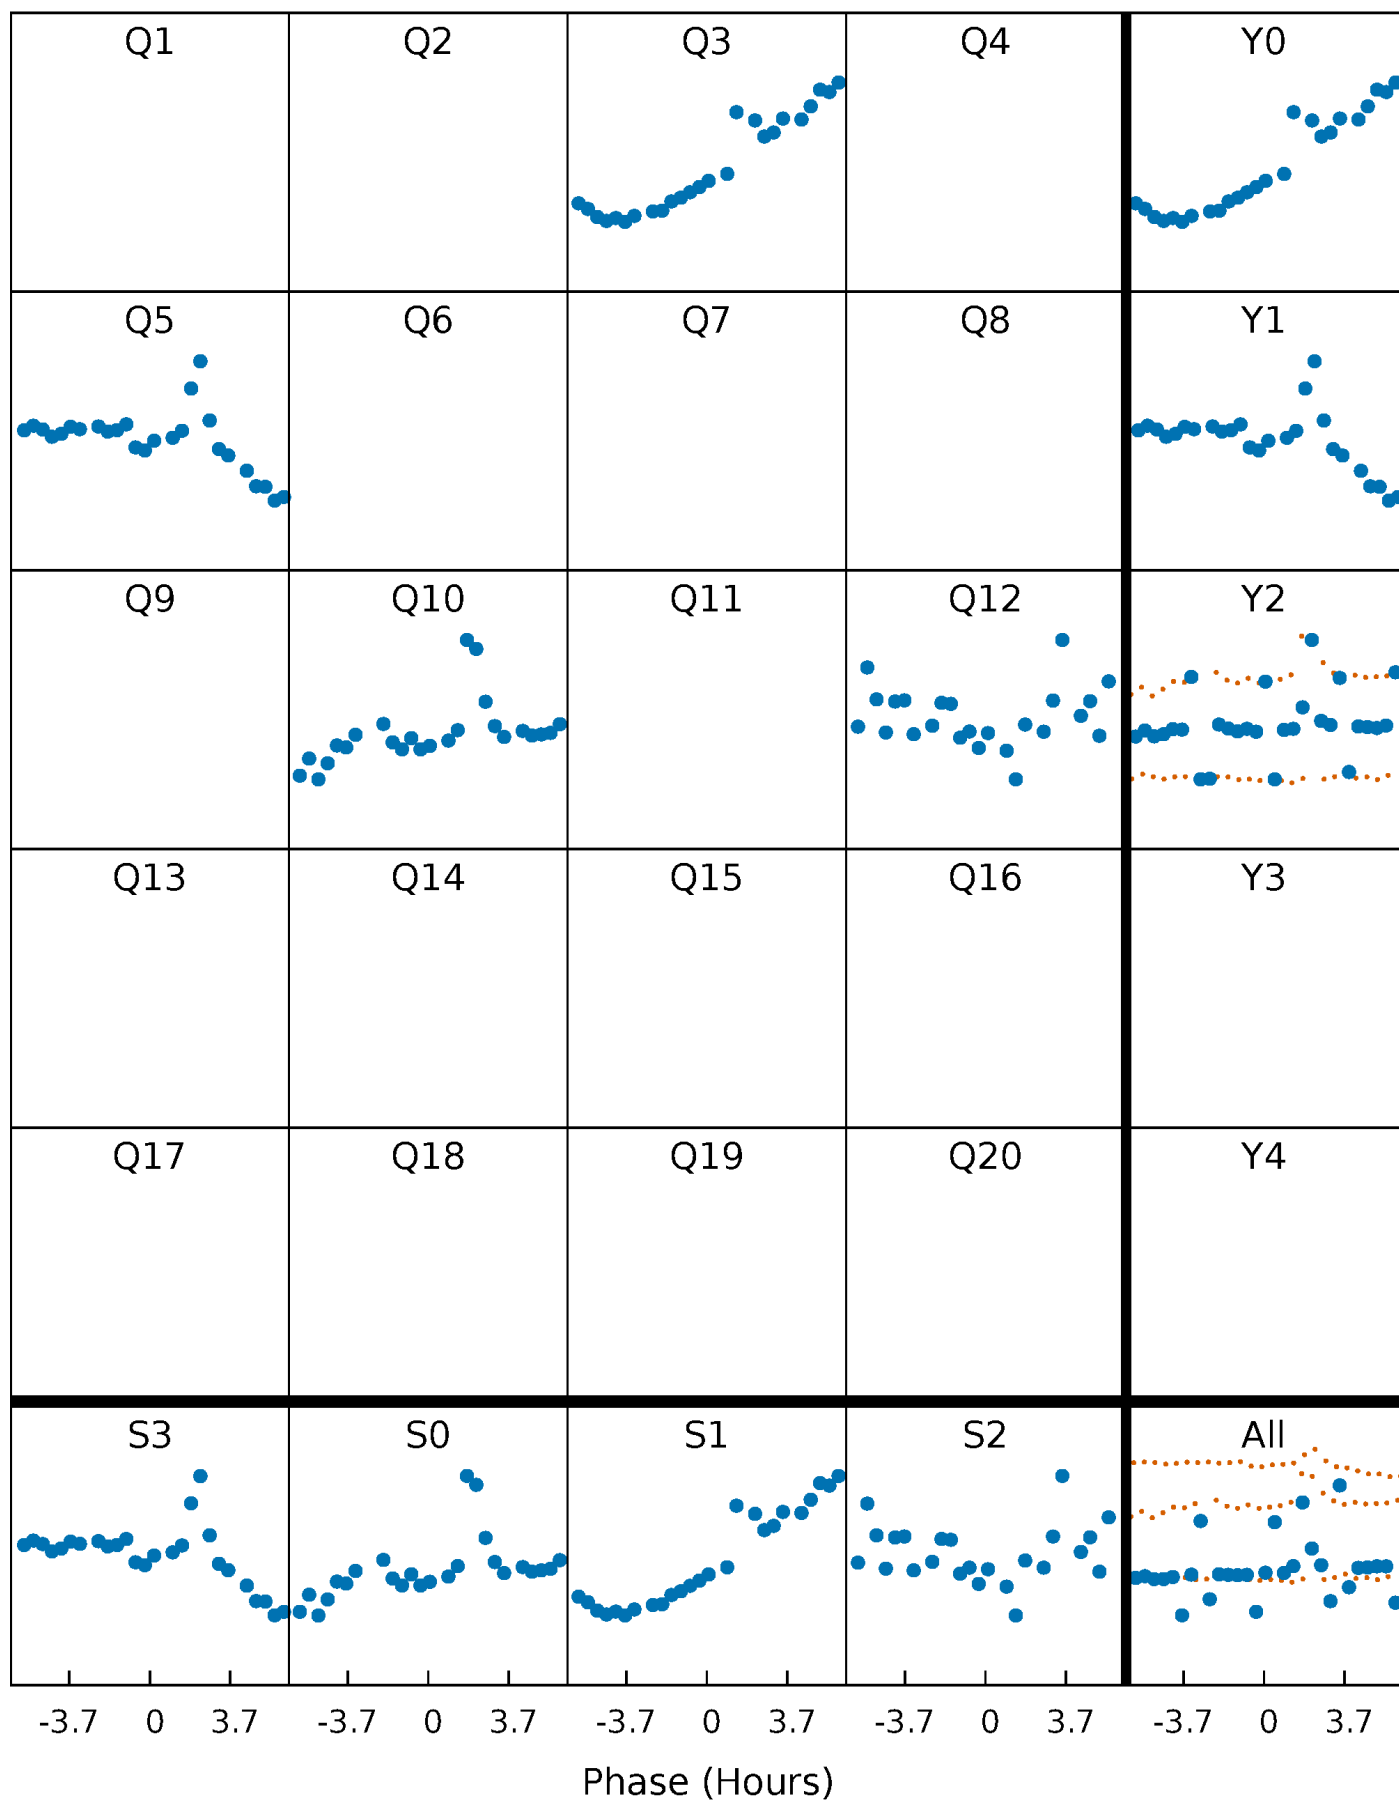 Q1 Q2 Q3 Q4 Y0
Q5 Q6 Q7 Q8 Y1
Q9 Q10 Q11 Q12 Y2
Q13 Q14 Q15 Q16 Y3
Q17 Q18 Q19 Q20 Y4
S3 S0 S1 S2 All
-3.7 0 3.7 -3.7 0 3.7 -3.7 0 3.7 -3.7 0 3.7 -3.7 0 3.7
Phase (Hours)